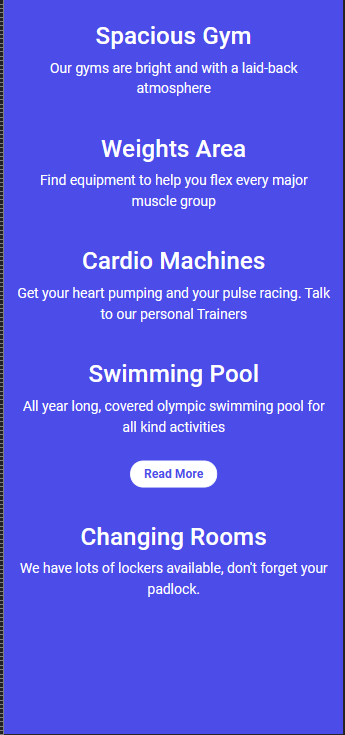 Spacious Gym
Our gyms are bright and with a laid-back
atmosphere
Weights Area
Find equipment to help you flex every major
muscle group
Cardio Machines
Get your heart pumping and your pulse racing. Talk
to our personal Trainers
Swimming Pool
All year long, covered olympic swimming pool for
all kind activities
Read More
Changing Rooms
We have lots of lockers available, don't forget your
padlock.